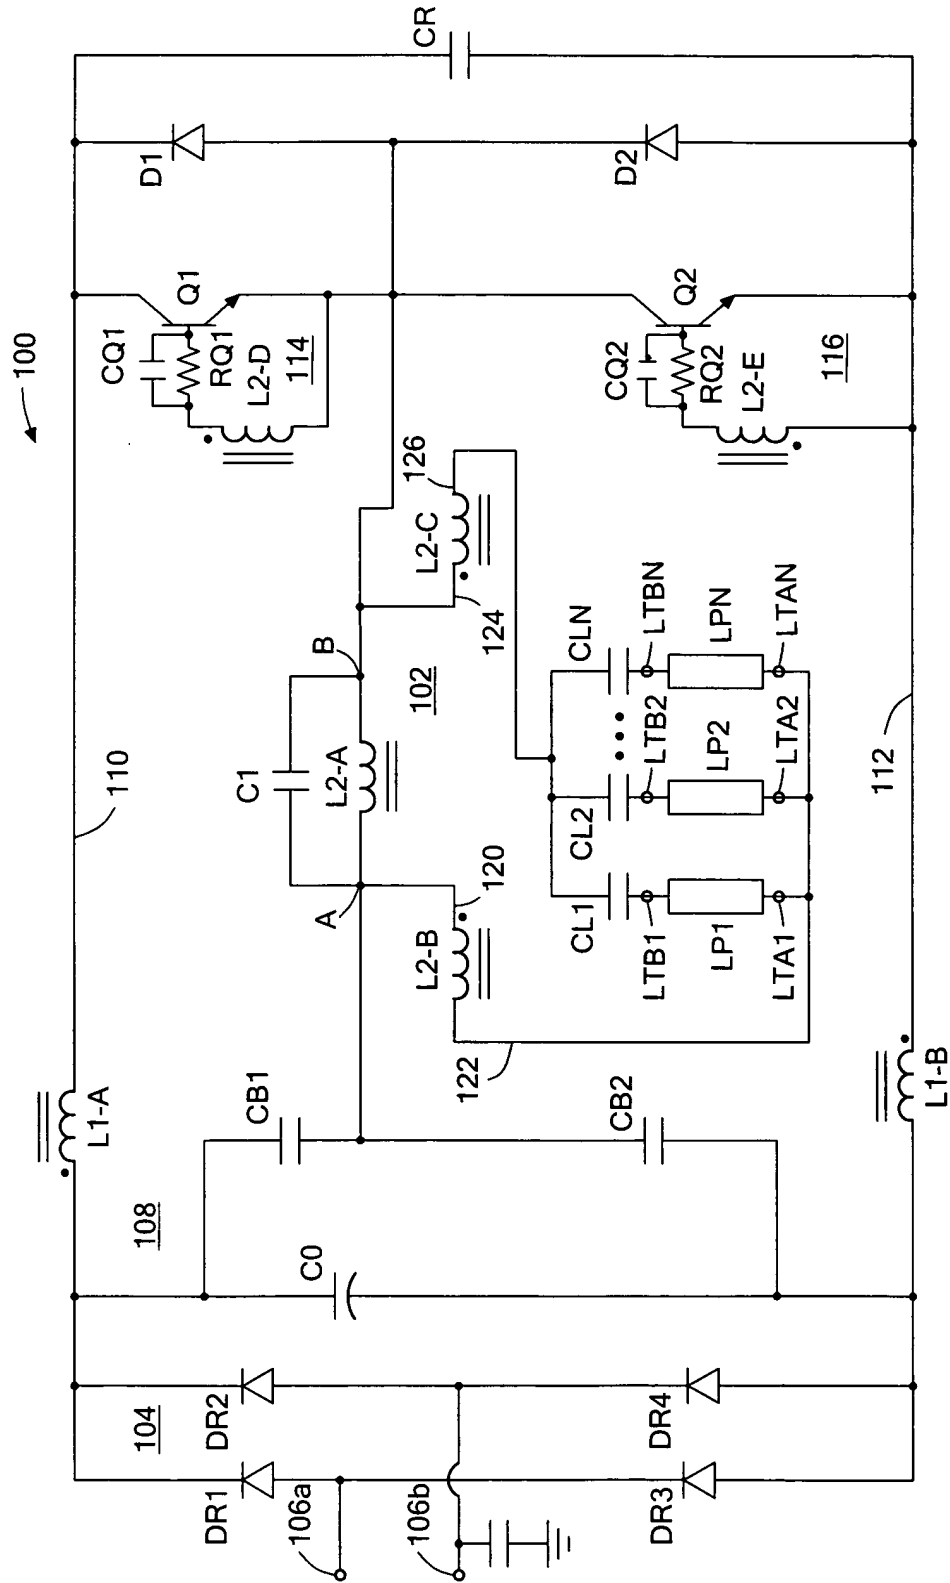 100
CR
D1
D2
CQ1
Q1
RQ1
L2-D
114
CQ2
Q2
RQ2
L2-E
116
110
126
L2-C
124
B
102
C1
L2-A
A
120
L2-B
122
CLN
LTBN
LPN
LTAN
CL2
LTB2
LP2
LTA2
CL1
LTB1
LP1
LTA1
112
L1-A
L1-B
108
CB1
CB2
C0
104
DR2
DR4
DR1
DR3
106a
106b